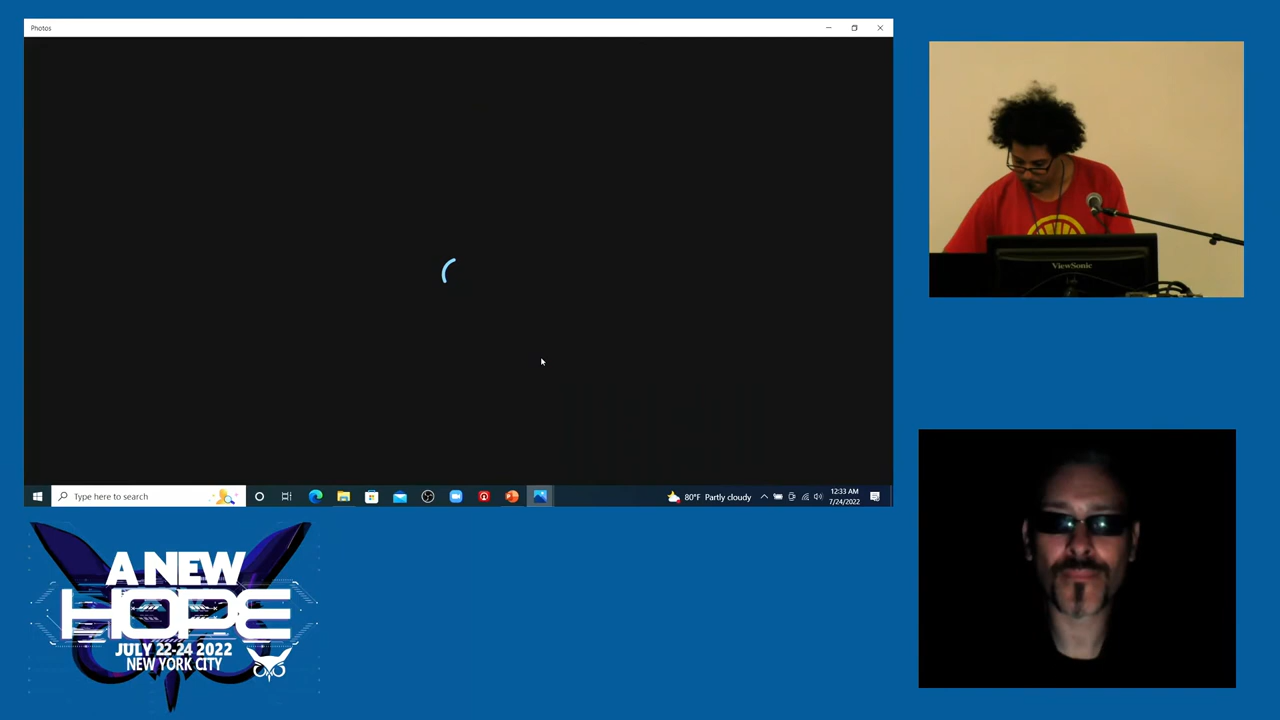 Photos
Type here to search
80°F Partly cloudy
12:33 AM
7/24/2022
ViewSonic
A NEW
HOPE
JULY 22-24 2022
NEW YORK CITY